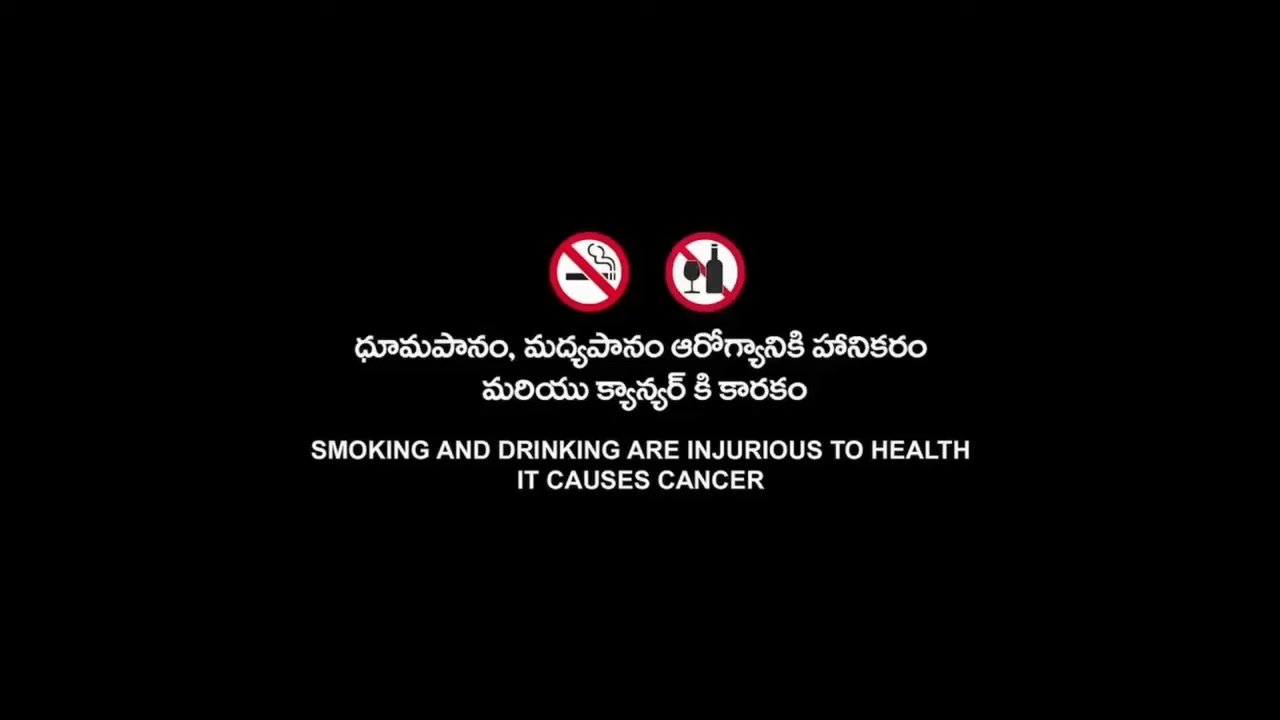 ధూమపానం, మద్యపానం ఆరోగ్యానికి హానికరం
మరియు క్యాన్సర్ కి కారకం
SMOKING AND DRINKING ARE INJURIOUS TO HEALTH
IT CAUSES CANCER